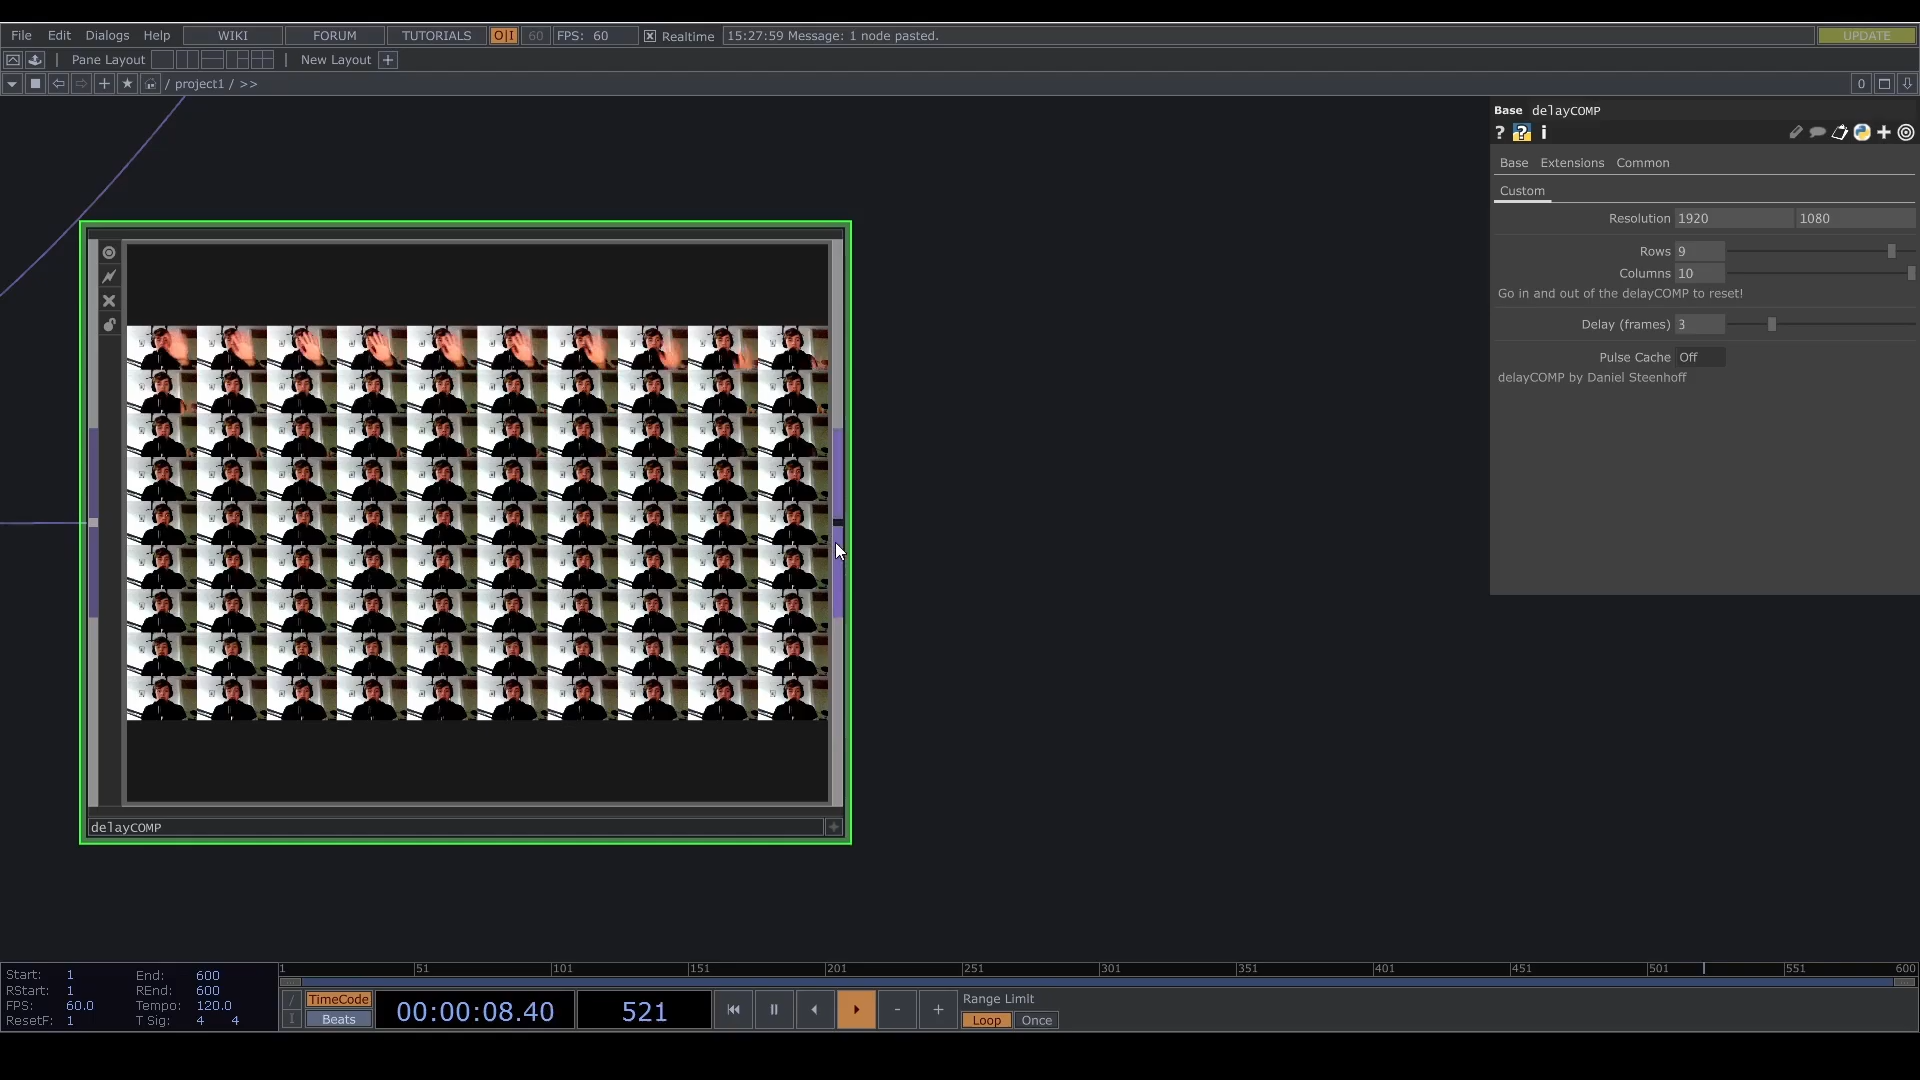 File Edit Dialogs Help WIKI FORUM TUTORIALS O|I 60 FPS: 60 Realtime 15:27:59 Message: 1 node pasted. UPDATE
Pane Layout New Layout +
/ project1 / >> 0
Base delayCOMP
? ? i
Base Extensions Common
Custom
Resolution 1920 1080
Rows 9
Columns 10
Go in and out of the delayCOMP to reset!
Delay (frames) 3
Pulse Cache Off
delayCOMP by Daniel Steenhoff
delayCOMP
1 51 101 151 201 251 301 351 401 451 501 551 600
Start: 1 End: 600
RStart: 1 REnd: 600
FPS: 60.0 Tempo: 120.0
ResetF: 1 T Sig: 4 4
TimeCode
Beats
00:00:08.40 521 - +
Range Limit
Loop Once